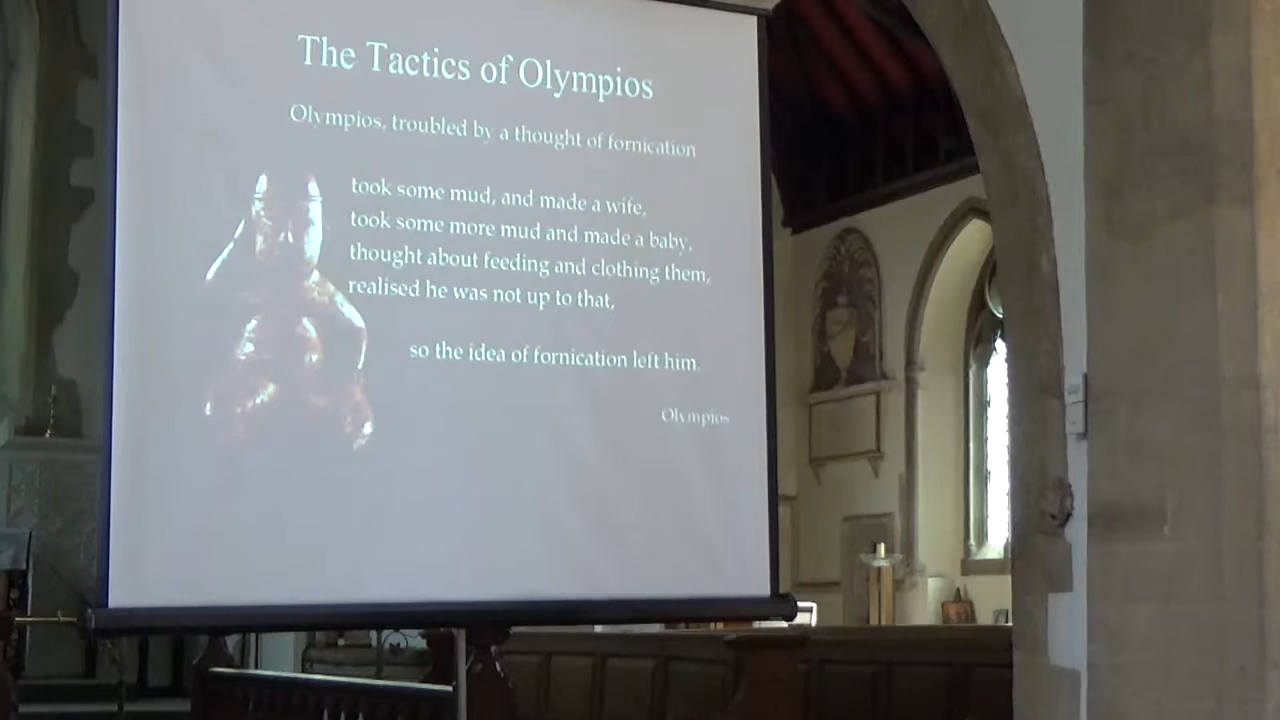 The Tactics of Olympios
Olympios, troubled by a thought of fornication
took some mud, and made a wife,
took some more mud and made a baby,
thought about feeding and clothing them,
realised he was not up to that,
so the idea of fornication left him.
Olympios